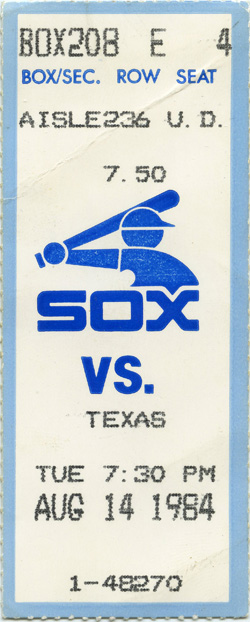 BOX208 E 4
BOX/SEC. ROW SEAT
AISLE236 U.D.
7.50
SOX
VS.
TEXAS
TUE 7:30 PM
AUG 14 1984
1-48270